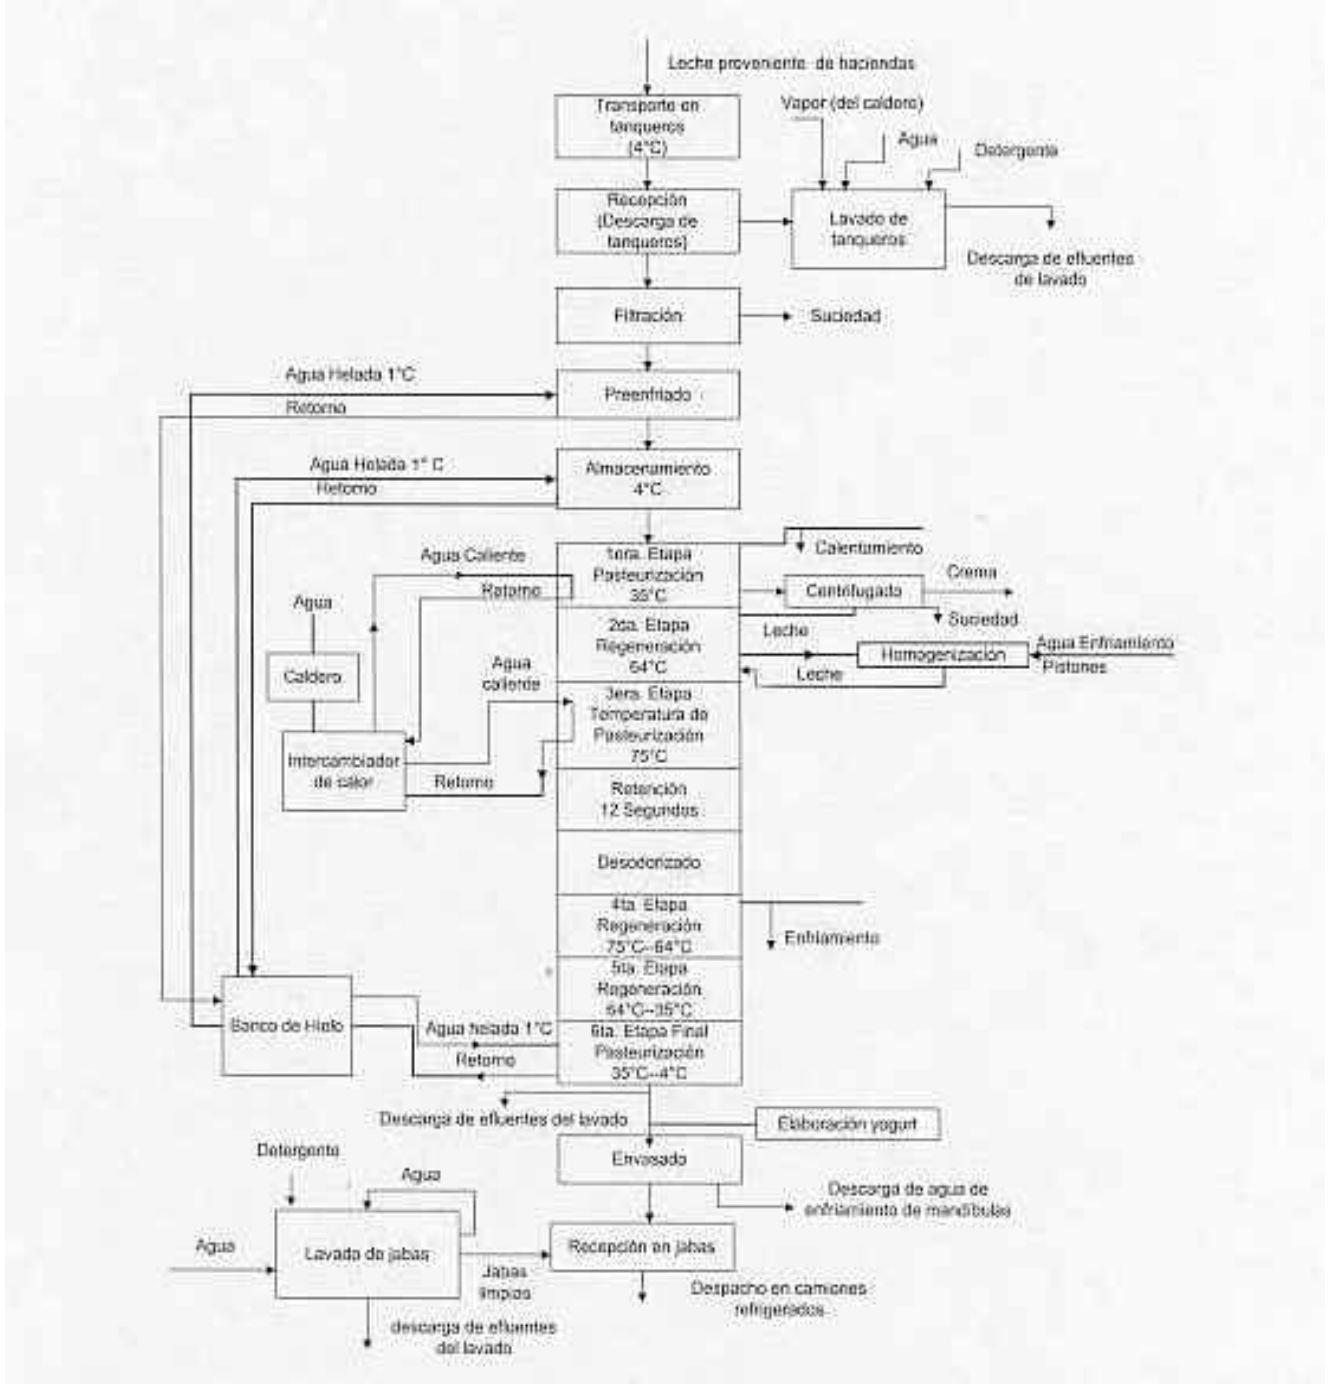 Leche proveniente de haciendas
Transporte en
tanqueros
(4°C)
Vapor (del caldero)
Agua
Detergente
Recepción
(Descarga de
tanqueros)
Lavado de
tanqueros
Descarga de efluentes
de lavado
Filtración
Suciedad
Agua Helada 1°C
Retorno
Preenfriado
Agua Helada 1° C
Retorno
Almacenamiento
4°C
Agua Caliente
Retorno
1era. Etapa
Pasteurización
35°C
Calentamiento
Centrifugado
Crema
Suciedad
Agua
Caldero
2da. Etapa
Regeneración
64°C
Leche
Homogenización
Leche
Agua Enfriamiento
Pistones
Agua
caliente
3era. Etapa
Temperatura de
Pasteurización
75°C
Intercambiador
de calor
Retorno
Retención
12 Segundos
Desodorizado
4ta. Etapa
Regeneración
75°C--64°C
Enfriamiento
5ta. Etapa
Regeneración
64°C--35°C
Banco de Hielo
Agua helada 1°C
Retorno
6ta. Etapa Final
Pasteurización
35°C--4°C
Descarga de efluentes del lavado
Elaboración yogurt
Envasado
Descarga de agua de
enfriamiento de mandíbulas
Detergente
Agua
Agua
Lavado de jabas
Jabas
limpias
Recepción en jabas
Despacho en camiones
refrigerados
descarga de efluentes
del lavado